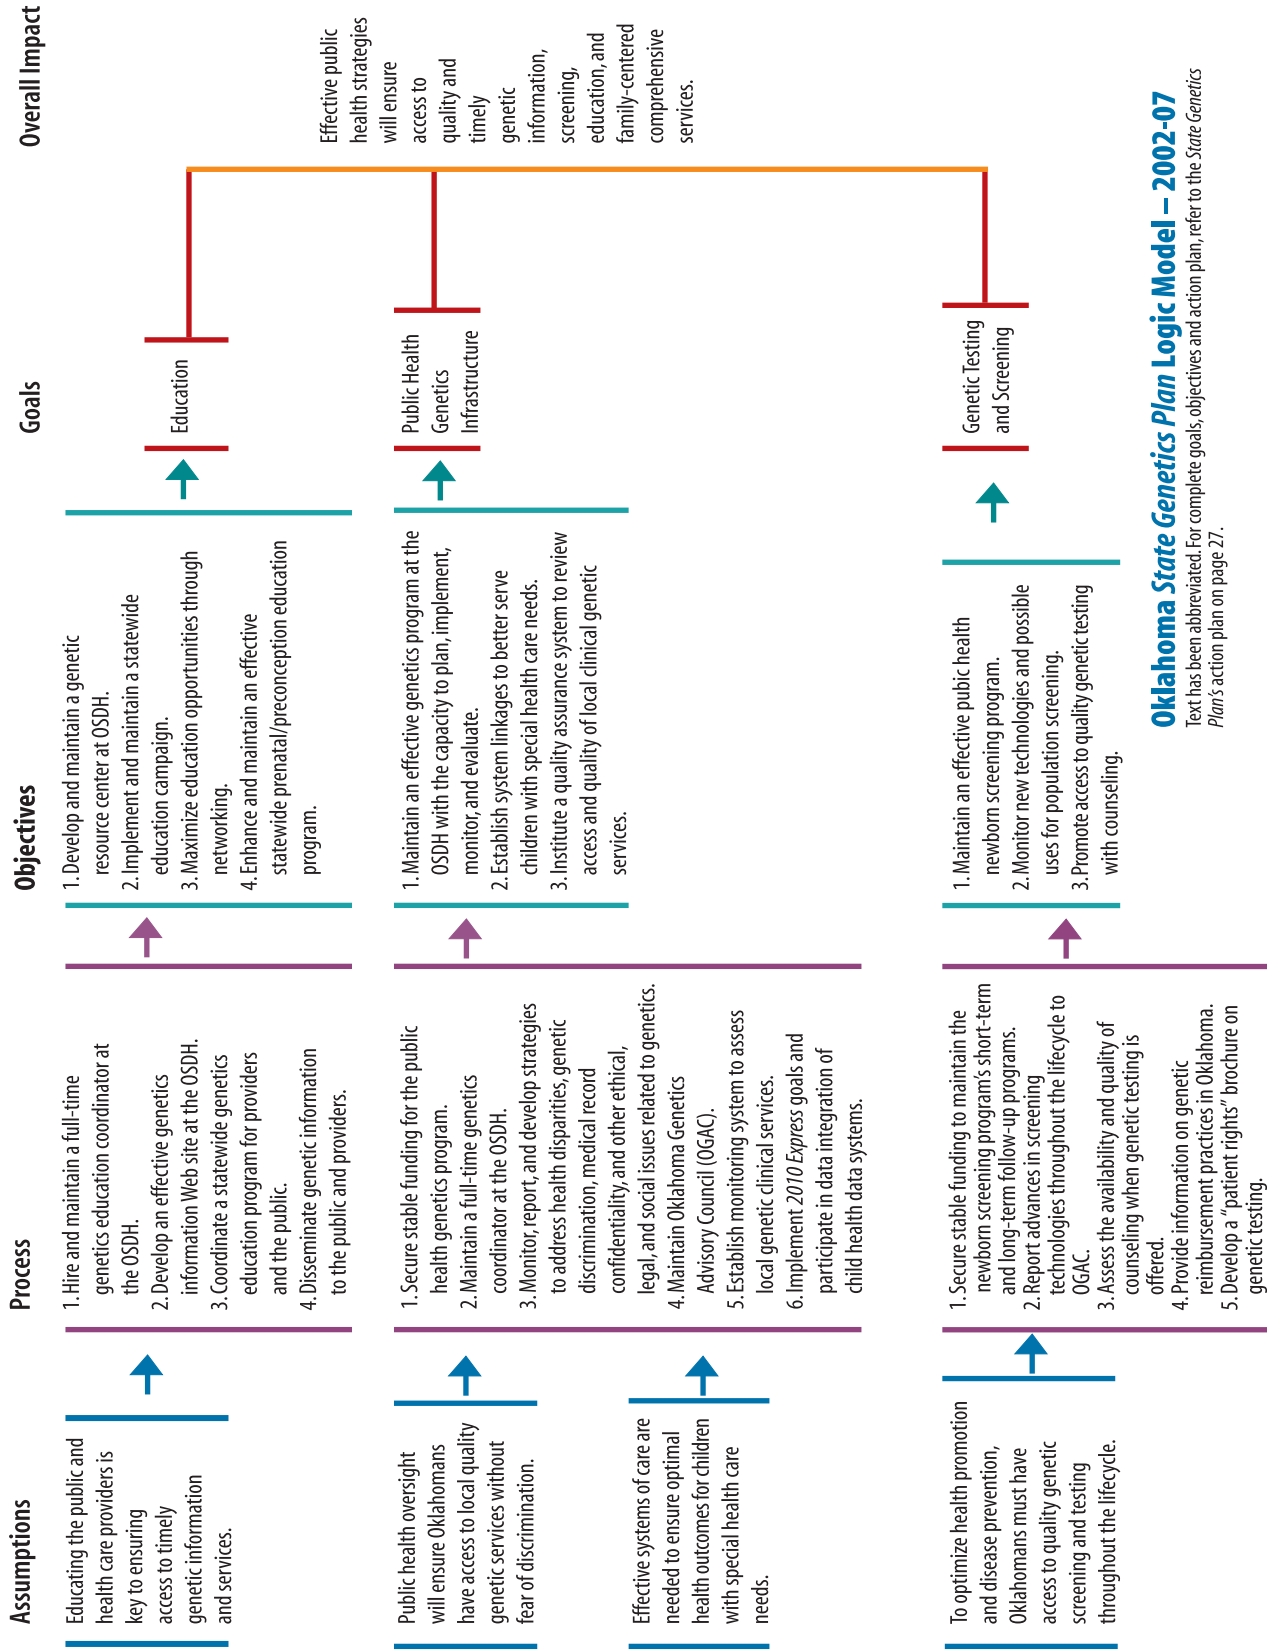 Assumptions
Process
Objectives
Goals
Overall Impact
Educating the public and
health care providers is
key to ensuring
access to timely
genetic information
and services.
1. Hire and maintain a full-time
genetics education coordinator at
the OSDH.
2. Develop an effective genetics
information Web site at the OSDH.
3. Coordinate a statewide genetics
education program for providers
and the public.
4. Disseminate genetic information
to the public and providers.
1. Develop and maintain a genetic
resource center at OSDH.
2. Implement and maintain a statewide
education campaign.
3. Maximize education opportunities through
networking.
4. Enhance and maintain an effective
statewide prenatal/preconception education
program.
Education
Public health oversight
will ensure Oklahomans
have access to local quality
genetic services without
fear of discrimination.
Effective systems of care are
needed to ensure optimal
health outcomes for children
with special health care
needs.
1. Secure stable funding for the public
health genetics program.
2. Maintain a full-time genetics
coordinator at the OSDH.
3. Monitor, report, and develop strategies
to address health disparities, genetic
discrimination, medical record
confidentiality, and other ethical,
legal, and social issues related to genetics.
4. Maintain Oklahoma Genetics
Advisory Council (OGAC).
5. Establish monitoring system to assess
local genetic clinical services.
6. Implement 2010 Express goals and
participate in data integration of
child health data systems.
1. Maintain an effective genetics program at the
OSDH with the capacity to plan, implement,
monitor, and evaluate.
2. Establish system linkages to better serve
children with special health care needs.
3. Institute a quality assurance system to review
access and quality of local clinical genetic
services.
Public Health
Genetics
Infrastructure
Effective public
health strategies
will ensure
access to
quality and
timely
genetic
information,
screening,
education, and
family-centered
comprehensive
services.
To optimize health promotion
and disease prevention,
Oklahomans must have
access to quality genetic
screening and testing
throughout the lifecycle.
1. Secure stable funding to maintain the
newborn screening program's short-term
and long-term follow-up programs.
2. Report advances in screening
technologies throughout the lifecycle to
OGAC.
3. Assess the availability and quality of
counseling when genetic testing is
offered.
4. Provide information on genetic
reimbursement practices in Oklahoma.
5. Develop a "patient rights" brochure on
genetic testing.
1. Maintain an effective pubic health
newborn screening program.
2. Monitor new technologies and possible
uses for population screening.
3. Promote access to quality genetic testing
with counseling.
Genetic Testing
and Screening
Oklahoma State Genetics Plan Logic Model – 2002-07
Text has been abbreviated. For complete goals, objectives and action plan, refer to the State Genetics
Plan's action plan on page 27.